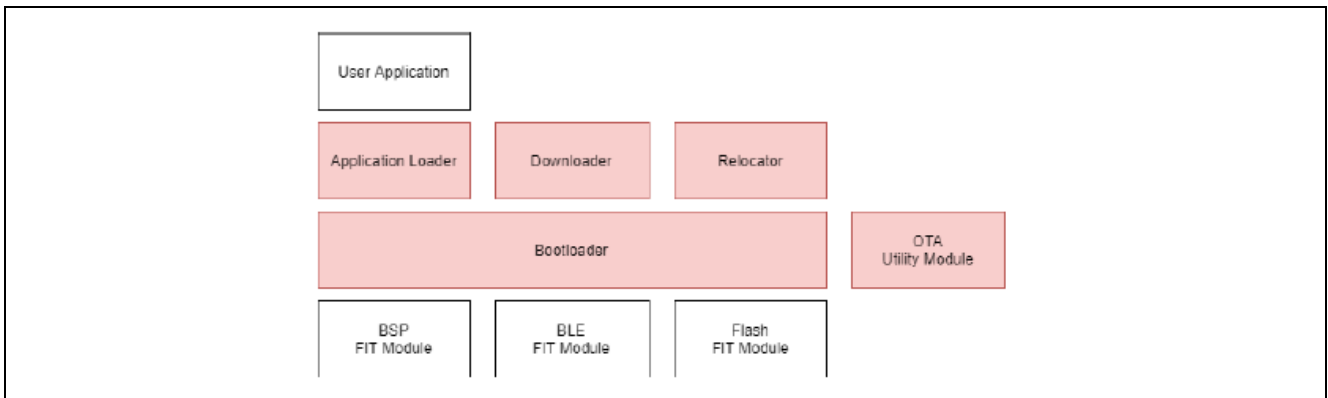 User Application
Application Loader
Downloader
Relocator
Bootloader
OTA
Utility Module
BSP
FIT Module
BLE
FIT Module
Flash
FIT Module